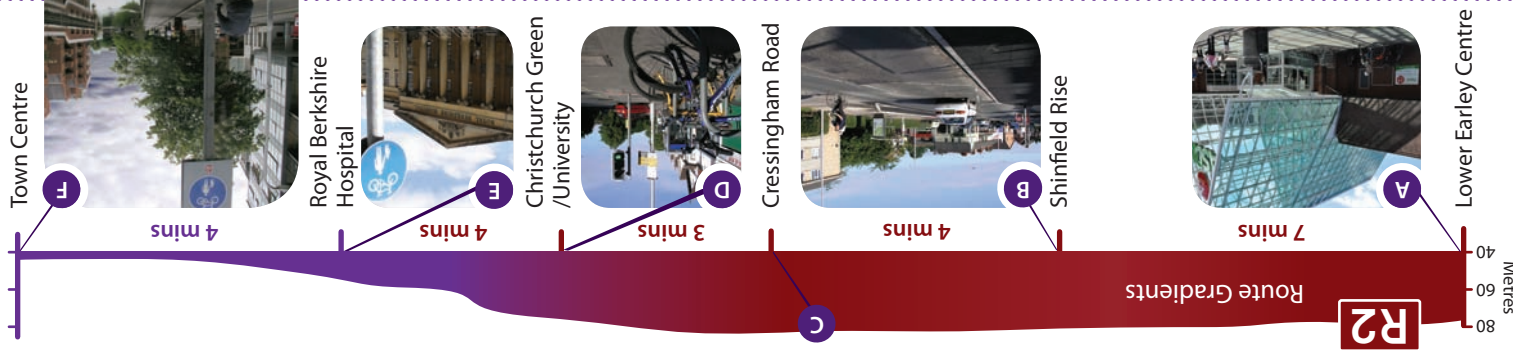 R2
Route Gradients
Metres
80
60
40
7 mins
4 mins
3 mins
4 mins
4 mins
A
B
C
D
E
F
Lower Earley Centre
Shinfield Rise
Cressingham Road
Christchurch Green
/University
Royal Berkshire
Hospital
Town Centre